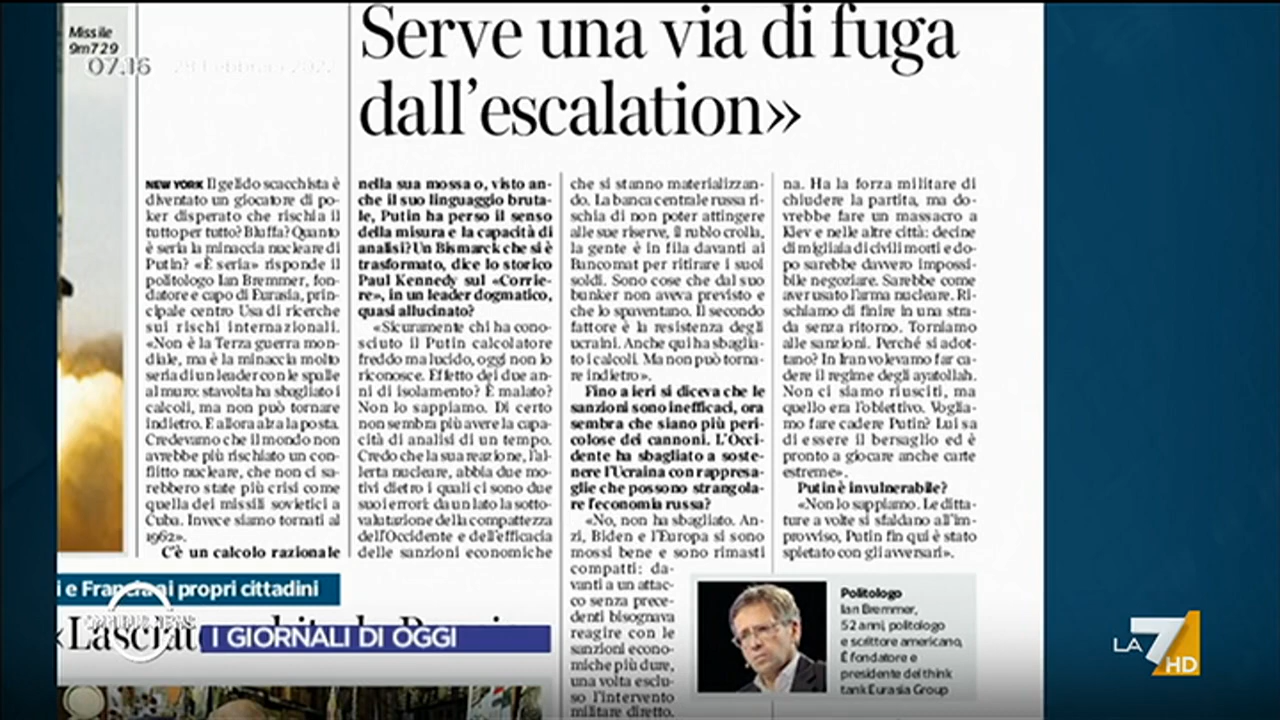 Missile
9m729
07.16 28 Febbraio 2022
Serve una via di fuga
dall'escalation»
NEW YORK Il gelido scacchista è
diventato un giocatore di po-
ker disperato che rischia il
tutto per tutto? Bluffa? Quanto
è seria la minaccia nucleare di
Putin? «È seria» risponde il
politologo Ian Bremmer, fon-
datore e capo di Eurasia, prin-
cipale centro Usa di ricerche
sui rischi internazionali.
«Non è la Terza guerra mon-
diale, ma è la minaccia molto
seria di un leader con le spalle
al muro: stavolta ha sbagliato i
calcoli, ma non può tornare
indietro. E allora alza la posta.
Credevamo che il mondo non
avrebbe più rischiato un con-
flitto nucleare, che non ci sa-
rebbero state più crisi come
quella dei missili sovietici a
Cuba. Invece siamo tornati al
1962».
C'è un calcolo razionale
nella sua mossa o, visto an-
che il suo linguaggio bruta-
le, Putin ha perso il senso
della misura e la capacità di
analisi? Un Bismarck che si è
trasformato, dice lo storico
Paul Kennedy sul «Corrie-
re», in un leader dogmatico,
quasi allucinato?
«Sicuramente chi ha cono-
sciuto il Putin calcolatore
freddo ma lucido, oggi non lo
riconosce. Effetto dei due an-
ni di isolamento? È malato?
Non lo sappiamo. Di certo
non sembra più avere la capa-
cità di analisi di un tempo.
Credo che la sua reazione, l'al-
lerta nucleare, abbia due mo-
tivi dietro i quali ci sono due
suoi errori: da un lato la sotto-
valutazione della compattezza
dell'Occidente e dell'efficacia
delle sanzioni economiche
che si stanno materializzan-
do. La banca centrale russa ri-
schia di non poter attingere
alle sue riserve, il rublo crolla,
la gente è in fila davanti ai
Bancomat per ritirare i suoi
soldi. Sono cose che dal suo
bunker non aveva previsto e
che lo spaventano. Il secondo
fattore è la resistenza degli
ucraini. Anche qui ha sbaglia-
to i calcoli. Ma non può torna-
re indietro».
Fino a ieri si diceva che le
sanzioni sono inefficaci, ora
sembra che siano più peri-
colose dei cannoni. L'Occi-
dente ha sbagliato a soste-
nere l'Ucraina con rappresa-
glie che possono strangola-
re l'economia russa?
«No, non ha sbagliato. An-
zi, Biden e l'Europa si sono
mossi bene e sono rimasti
compatti: da-
vanti a un attac-
co senza prece-
denti bisognava
reagire con le
sanzioni econo-
miche più dure,
una volta esclu-
so l'intervento
militare diretto.
na. Ha la forza militare di
chiudere la partita, ma do-
vrebbe fare un massacro a
Kiev e nelle altre città: decine
di migliaia di civili morti e do-
po sarebbe davvero impossi-
bile negoziare. Sarebbe come
aver usato l'arma nucleare. Ri-
schiamo di finire in una stra-
da senza ritorno. Torniamo
alle sanzioni. Perché si adot-
tano? In Iran volevamo far ca-
dere il regime degli ayatollah.
Non ci siamo riusciti, ma
quello era l'obiettivo. Voglia-
mo fare cadere Putin? Lui sa
di essere il bersaglio ed è
pronto a giocare anche carte
estreme».
Putin è invulnerabile?
«Non lo sappiamo. Le ditta-
ture a volte si sfaldano all'im-
provviso, Putin fin qui è stato
spietato con gli avversari».
Politologo
Ian Bremmer,
52 anni, politologo
e scrittore americano,
È fondatore e
presidente del think
tank Eurasia Group
i e Francia ai propri cittadini
OMNIBUS NEWS
I GIORNALI DI OGGI
LA 7 HD